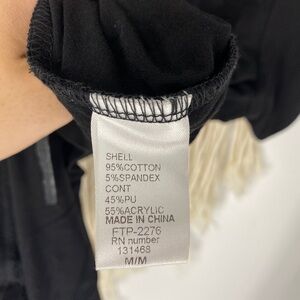 SHELL
95%COTTON
5%SPANDEX
CONT
45%PU
55%ACRYLIC
MADE IN CHINA
FTP-2276
RN number
131468
M/M